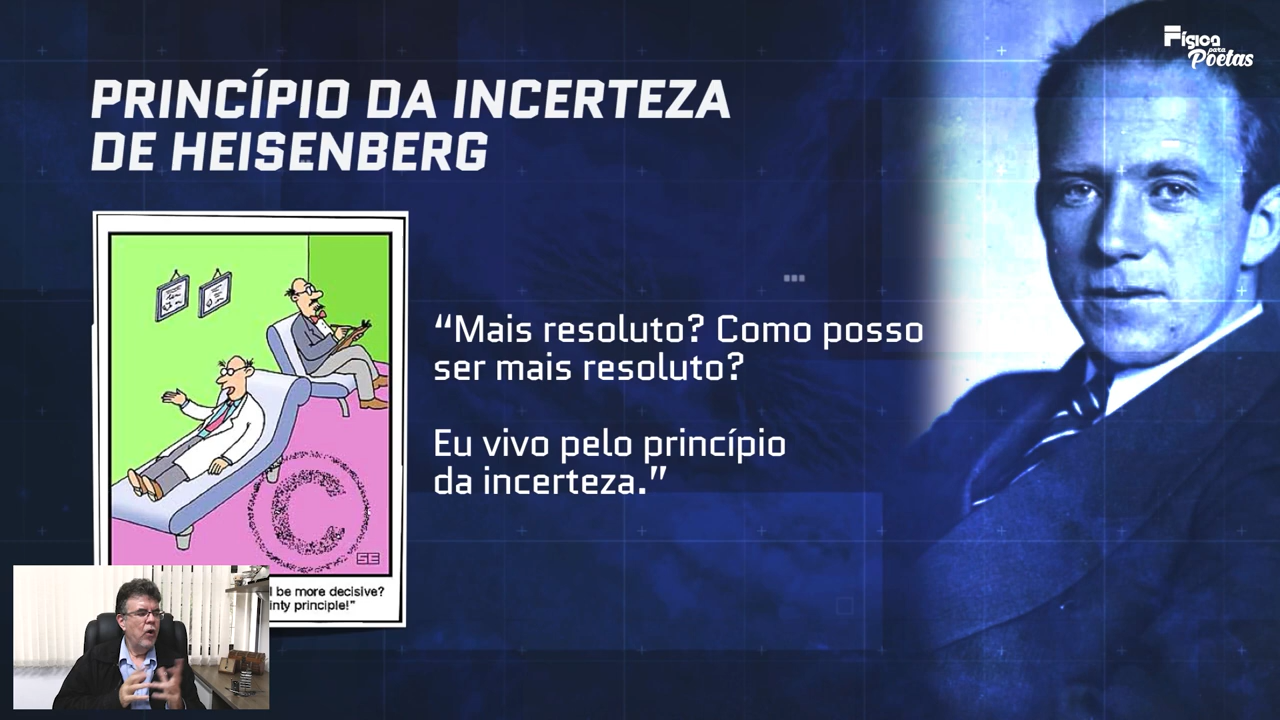 Física
para
Poetas
PRINCÍPIO DA INCERTEZA
DE HEISENBERG
“Mais resoluto? Como posso
ser mais resoluto?
Eu vivo pelo princípio
da incerteza.”
C
SE
I be more decisive?
principle!"